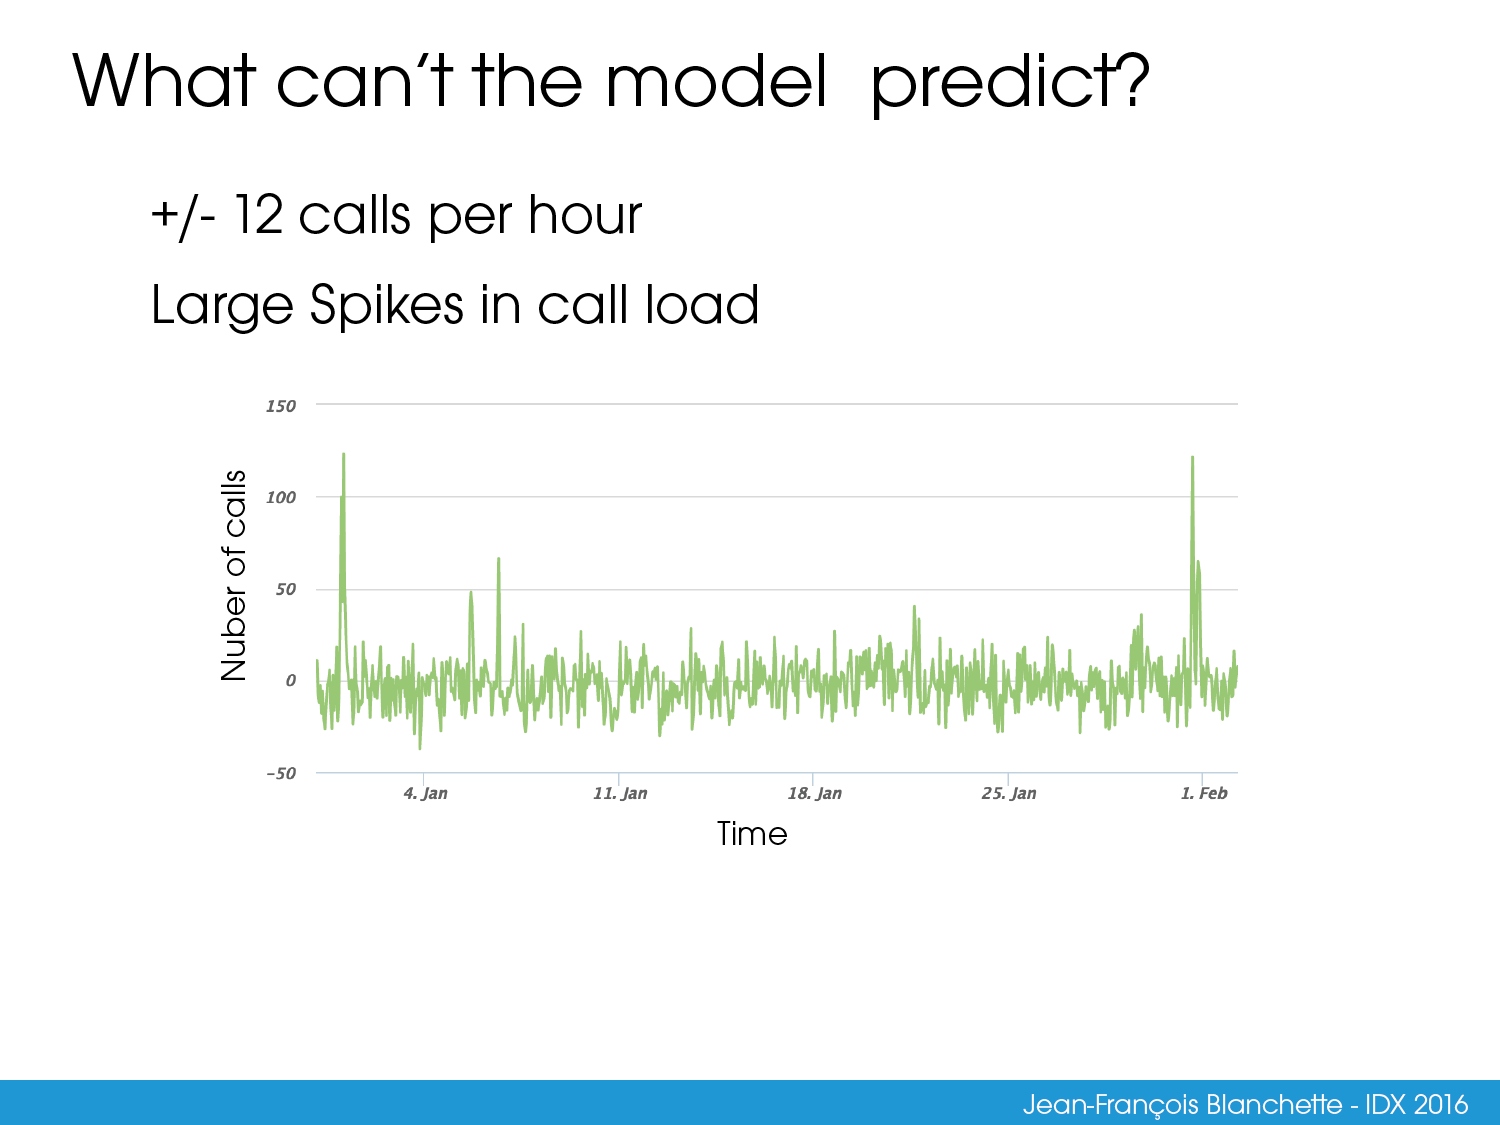 What can't the model  predict?
+/- 12 calls per hour
Large Spikes in call load
150
100
50
0
-50
Nuber of calls
4. Jan 11. Jan 18. Jan 25. Jan 1. Feb
Time
Jean-François Blanchette - IDX 2016